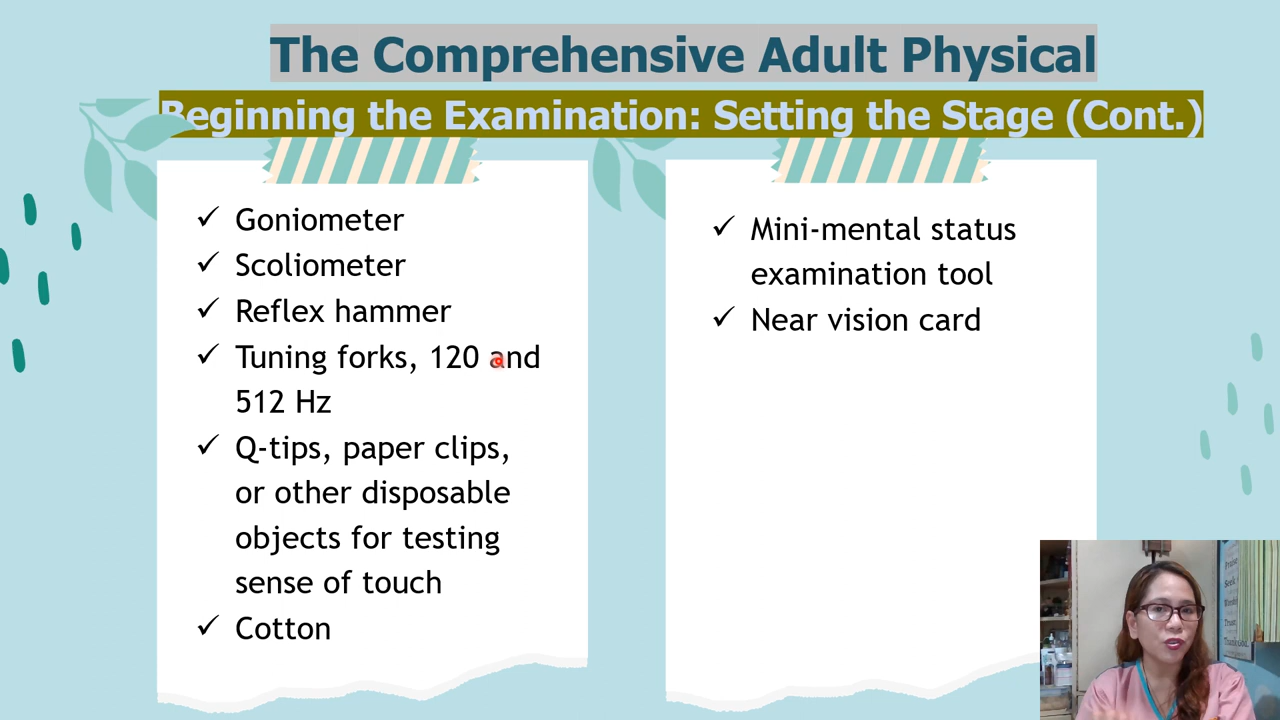 The Comprehensive Adult Physical
Beginning the Examination: Setting the Stage (Cont.)
✓ Goniometer
✓ Scoliometer
✓ Reflex hammer
✓ Tuning forks, 120 and
512 Hz
✓ Q-tips, paper clips,
or other disposable
objects for testing
sense of touch
✓ Cotton
✓ Mini-mental status
examination tool
✓ Near vision card